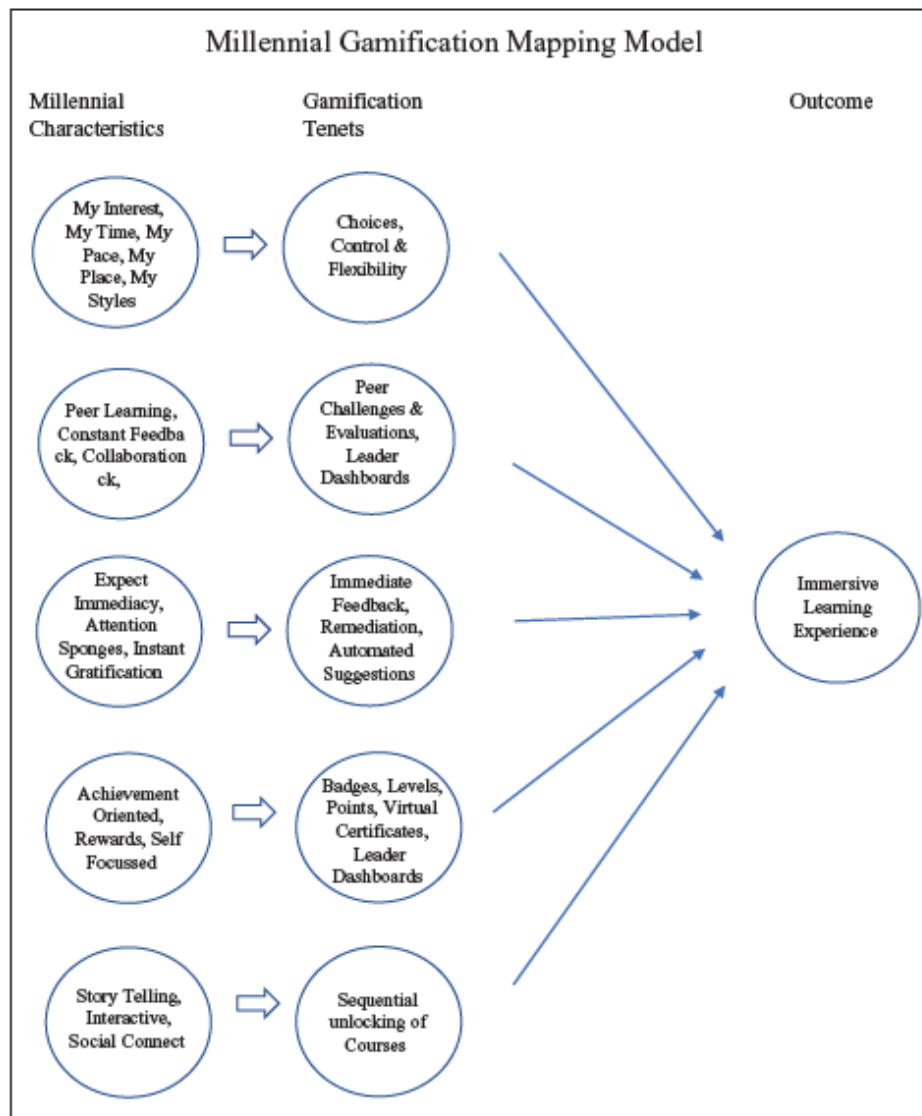 Millennial Gamification Mapping Model
Millennial
Characteristics
Gamification
Tenets
Outcome
My Interest,
My Time, My
Pace, My
Place, My
Styles
Choices,
Control &
Flexibility
Peer Learning,
Constant Feedba
ck, Collaboration
ck,
Peer
Challenges &
Evaluations,
Leader
Dashboards
Expect
Immediacy,
Attention
Sponges, Instant
Gratification
Immediate
Feedback,
Remediation,
Automated
Suggestions
Immersive
Learning
Experience
Achievement
Oriented,
Rewards, Self
Focussed
Badges, Levels,
Points, Virtual
Certificates,
Leader
Dashboards
Story Telling,
Interactive,
Social Connect
Sequential
unlocking of
Courses